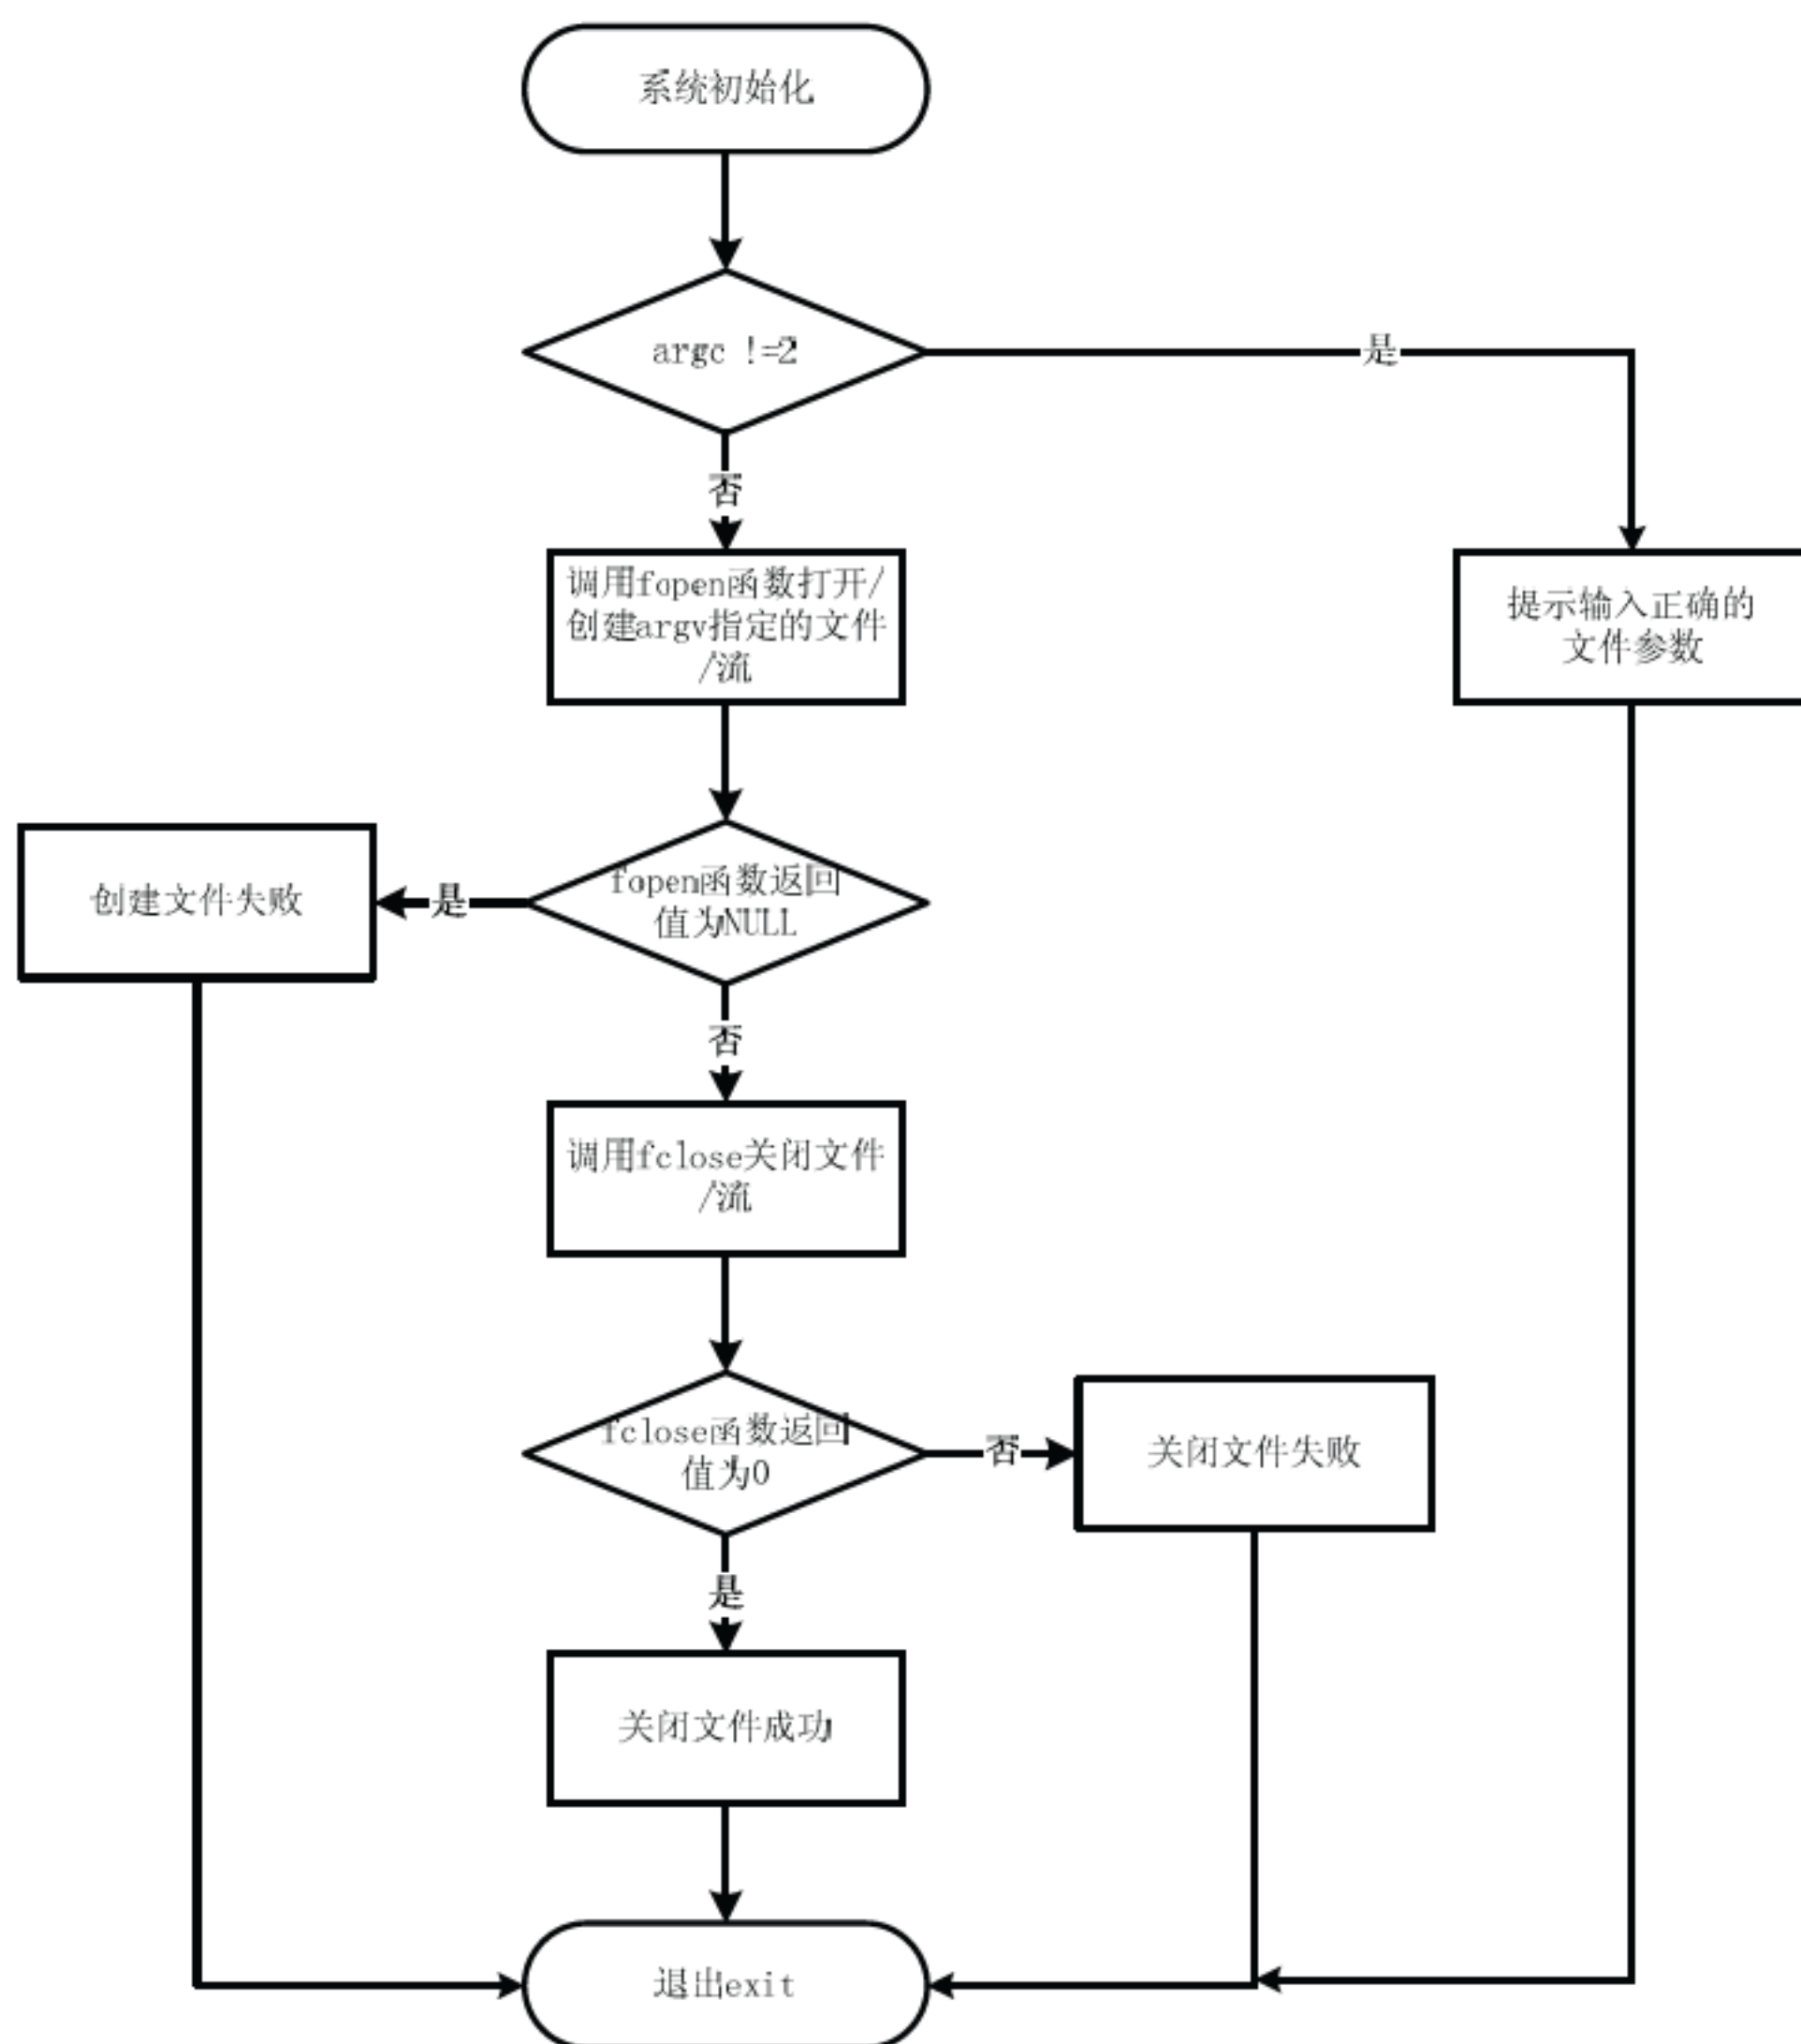 系统初始化
argc !=2
是
否
调用fopen函数打开/
创建argv指定的文件
/流
提示输入正确的
文件参数
创建文件失败
是
fopen函数返回
值为NULL
否
调用fclose关闭文件
/流
fclose函数返回
值为0
否
关闭文件失败
是
关闭文件成功
退出exit